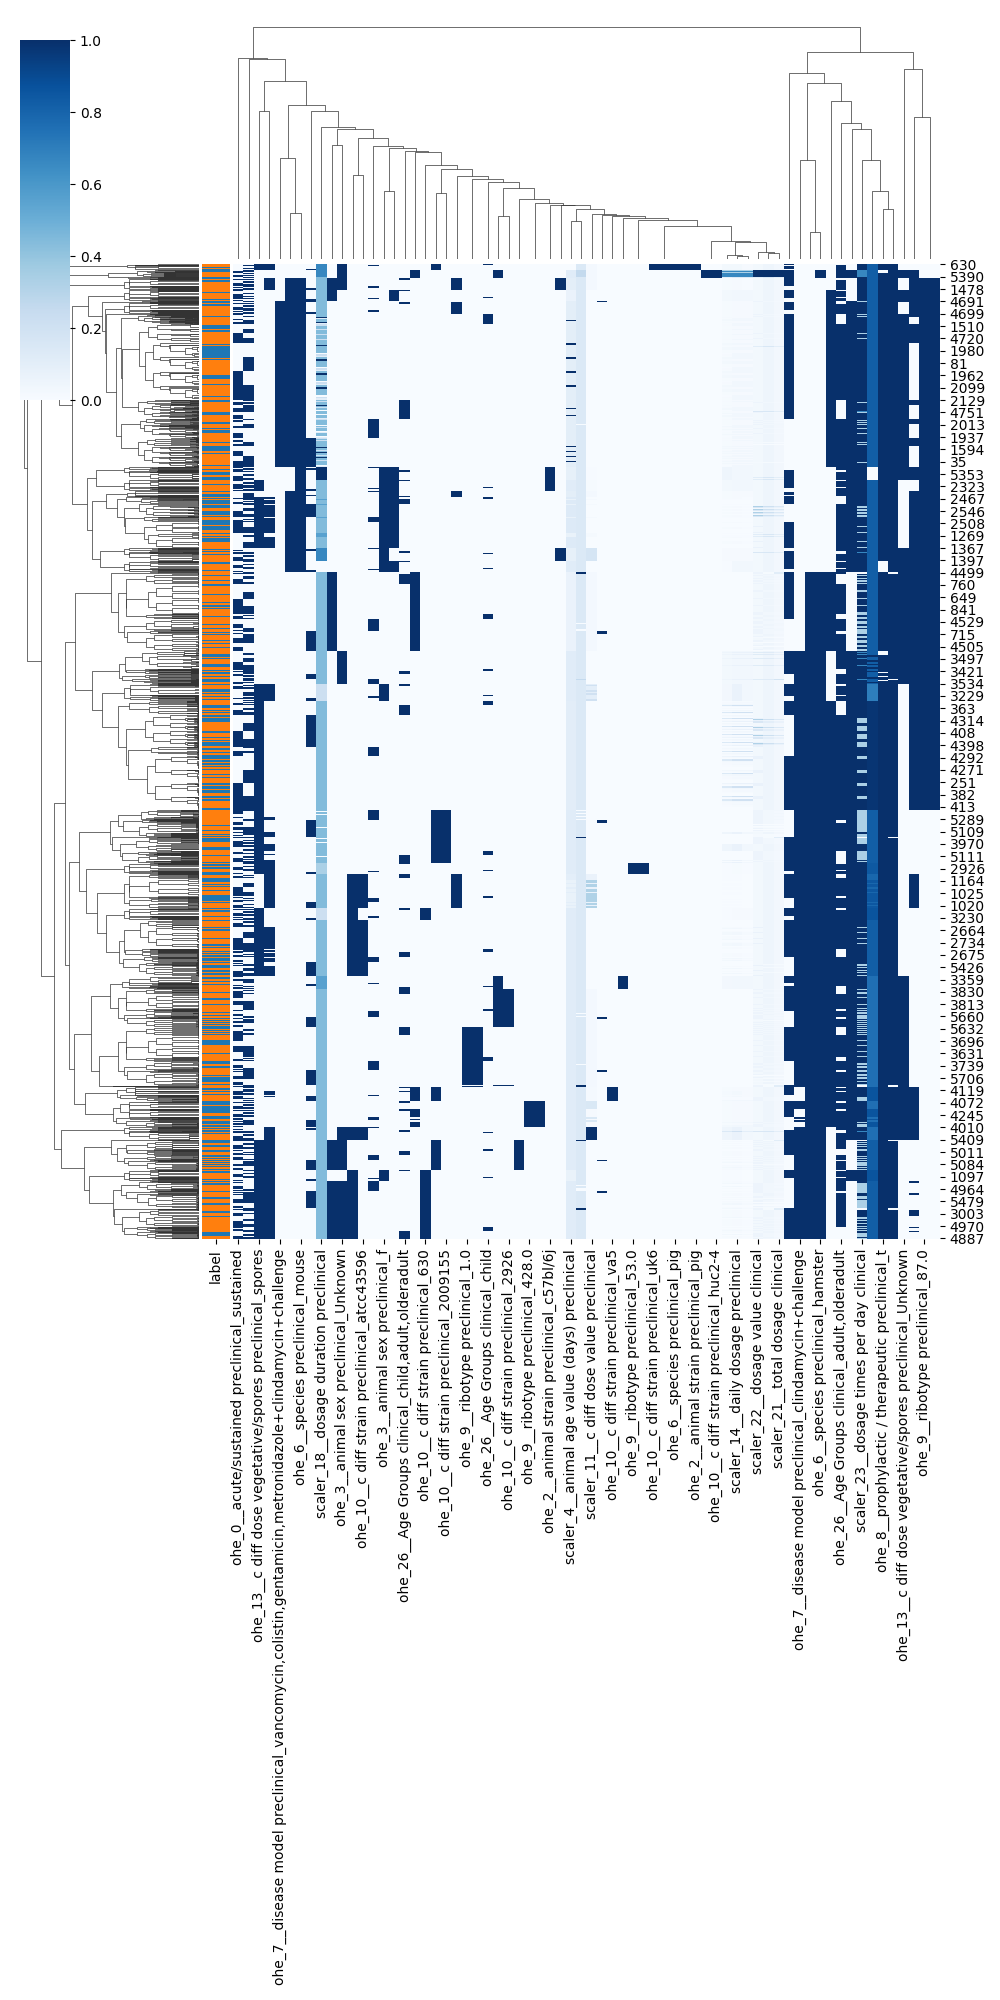 1.0
0.8
0.6
0.4
0.2
0.0
630
5390
1478
4691
4699
1510
4720
1980
81
1962
2099
2129
4751
2013
1937
1594
35
5353
2323
2467
2546
2508
1269
1367
1397
4499
760
649
841
4529
715
4505
3497
3421
3534
3229
363
4314
408
4398
4292
4271
251
382
413
5289
5109
3970
5111
2926
1164
1025
1020
3230
2664
2734
2675
5426
3359
3830
3813
5660
5632
3696
3631
3739
5706
4119
4072
4245
4010
5409
5011
5084
1097
4964
5479
3003
4970
4887
label
ohe_0__acute/sustained preclinical_sustained
ohe_13__c diff dose vegetative/spores preclinical_spores
ohe_7__disease model preclinical_vancomycin,colistin,gentamicin,metronidazole+clindamycin+challenge
ohe_6__species preclinical_mouse
scaler_18__dosage duration preclinical
ohe_3__animal sex preclinical_Unknown
ohe_10__c diff strain preclinical_atcc43596
ohe_3__animal sex preclinical_f
ohe_26__Age Groups clinical_child,adult,olderadult
ohe_10__c diff strain preclinical_630
ohe_10__c diff strain preclinical_2009155
ohe_9__ribotype preclinical_1.0
ohe_26__Age Groups clinical_child
ohe_10__c diff strain preclinical_2926
ohe_9__ribotype preclinical_428.0
ohe_2__animal strain preclinical_c57bl/6j
scaler_4__animal age value (days) preclinical
scaler_11__c diff dose value preclinical
ohe_10__c diff strain preclinical_va5
ohe_9__ribotype preclinical_53.0
ohe_10__c diff strain preclinical_uk6
ohe_6__species preclinical_pig
ohe_2__animal strain preclinical_pig
ohe_10__c diff strain preclinical_huc2-4
scaler_14__daily dosage preclinical
scaler_22__dosage value clinical
scaler_21__total dosage clinical
ohe_7__disease model preclinical_clindamycin+challenge
ohe_6__species preclinical_hamster
ohe_26__Age Groups clinical_adult,olderadult
scaler_23__dosage times per day clinical
ohe_8__prophylactic / therapeutic preclinical_t
ohe_13__c diff dose vegetative/spores preclinical_Unknown
ohe_9__ribotype preclinical_87.0